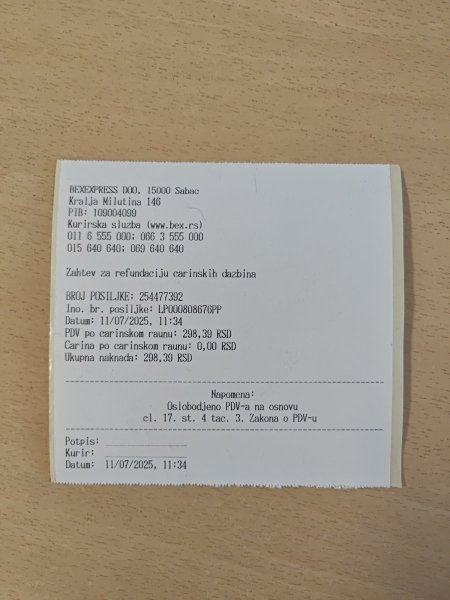 BEXEXPRESS DOO, 15000 Sabac
Kralja Milutina 146
PIB: 109004099
Kurirska sluzba (www.bex.rs)
011 6 555 000; 066 3 555 000
015 640 640; 069 640 640
Zahtev za refundaciju carinskih dazbina
BROJ POSILJKE: 254477392
Ino. br. posiljke: LP000808676PP
Datum: 11/07/2025, 11:34
PDV po carinskom raunu: 298,39 RSD
Carina po carinskom raunu: 0,00 RSD
Ukupna naknada: 298,39 RSD
Napomena:
Oslobodjeno PDV-a na osnovu
cl. 17. st. 4 tac. 3. Zakona o PDV-u
Potpis:
Kurir:
Datum: 11/07/2025, 11:34